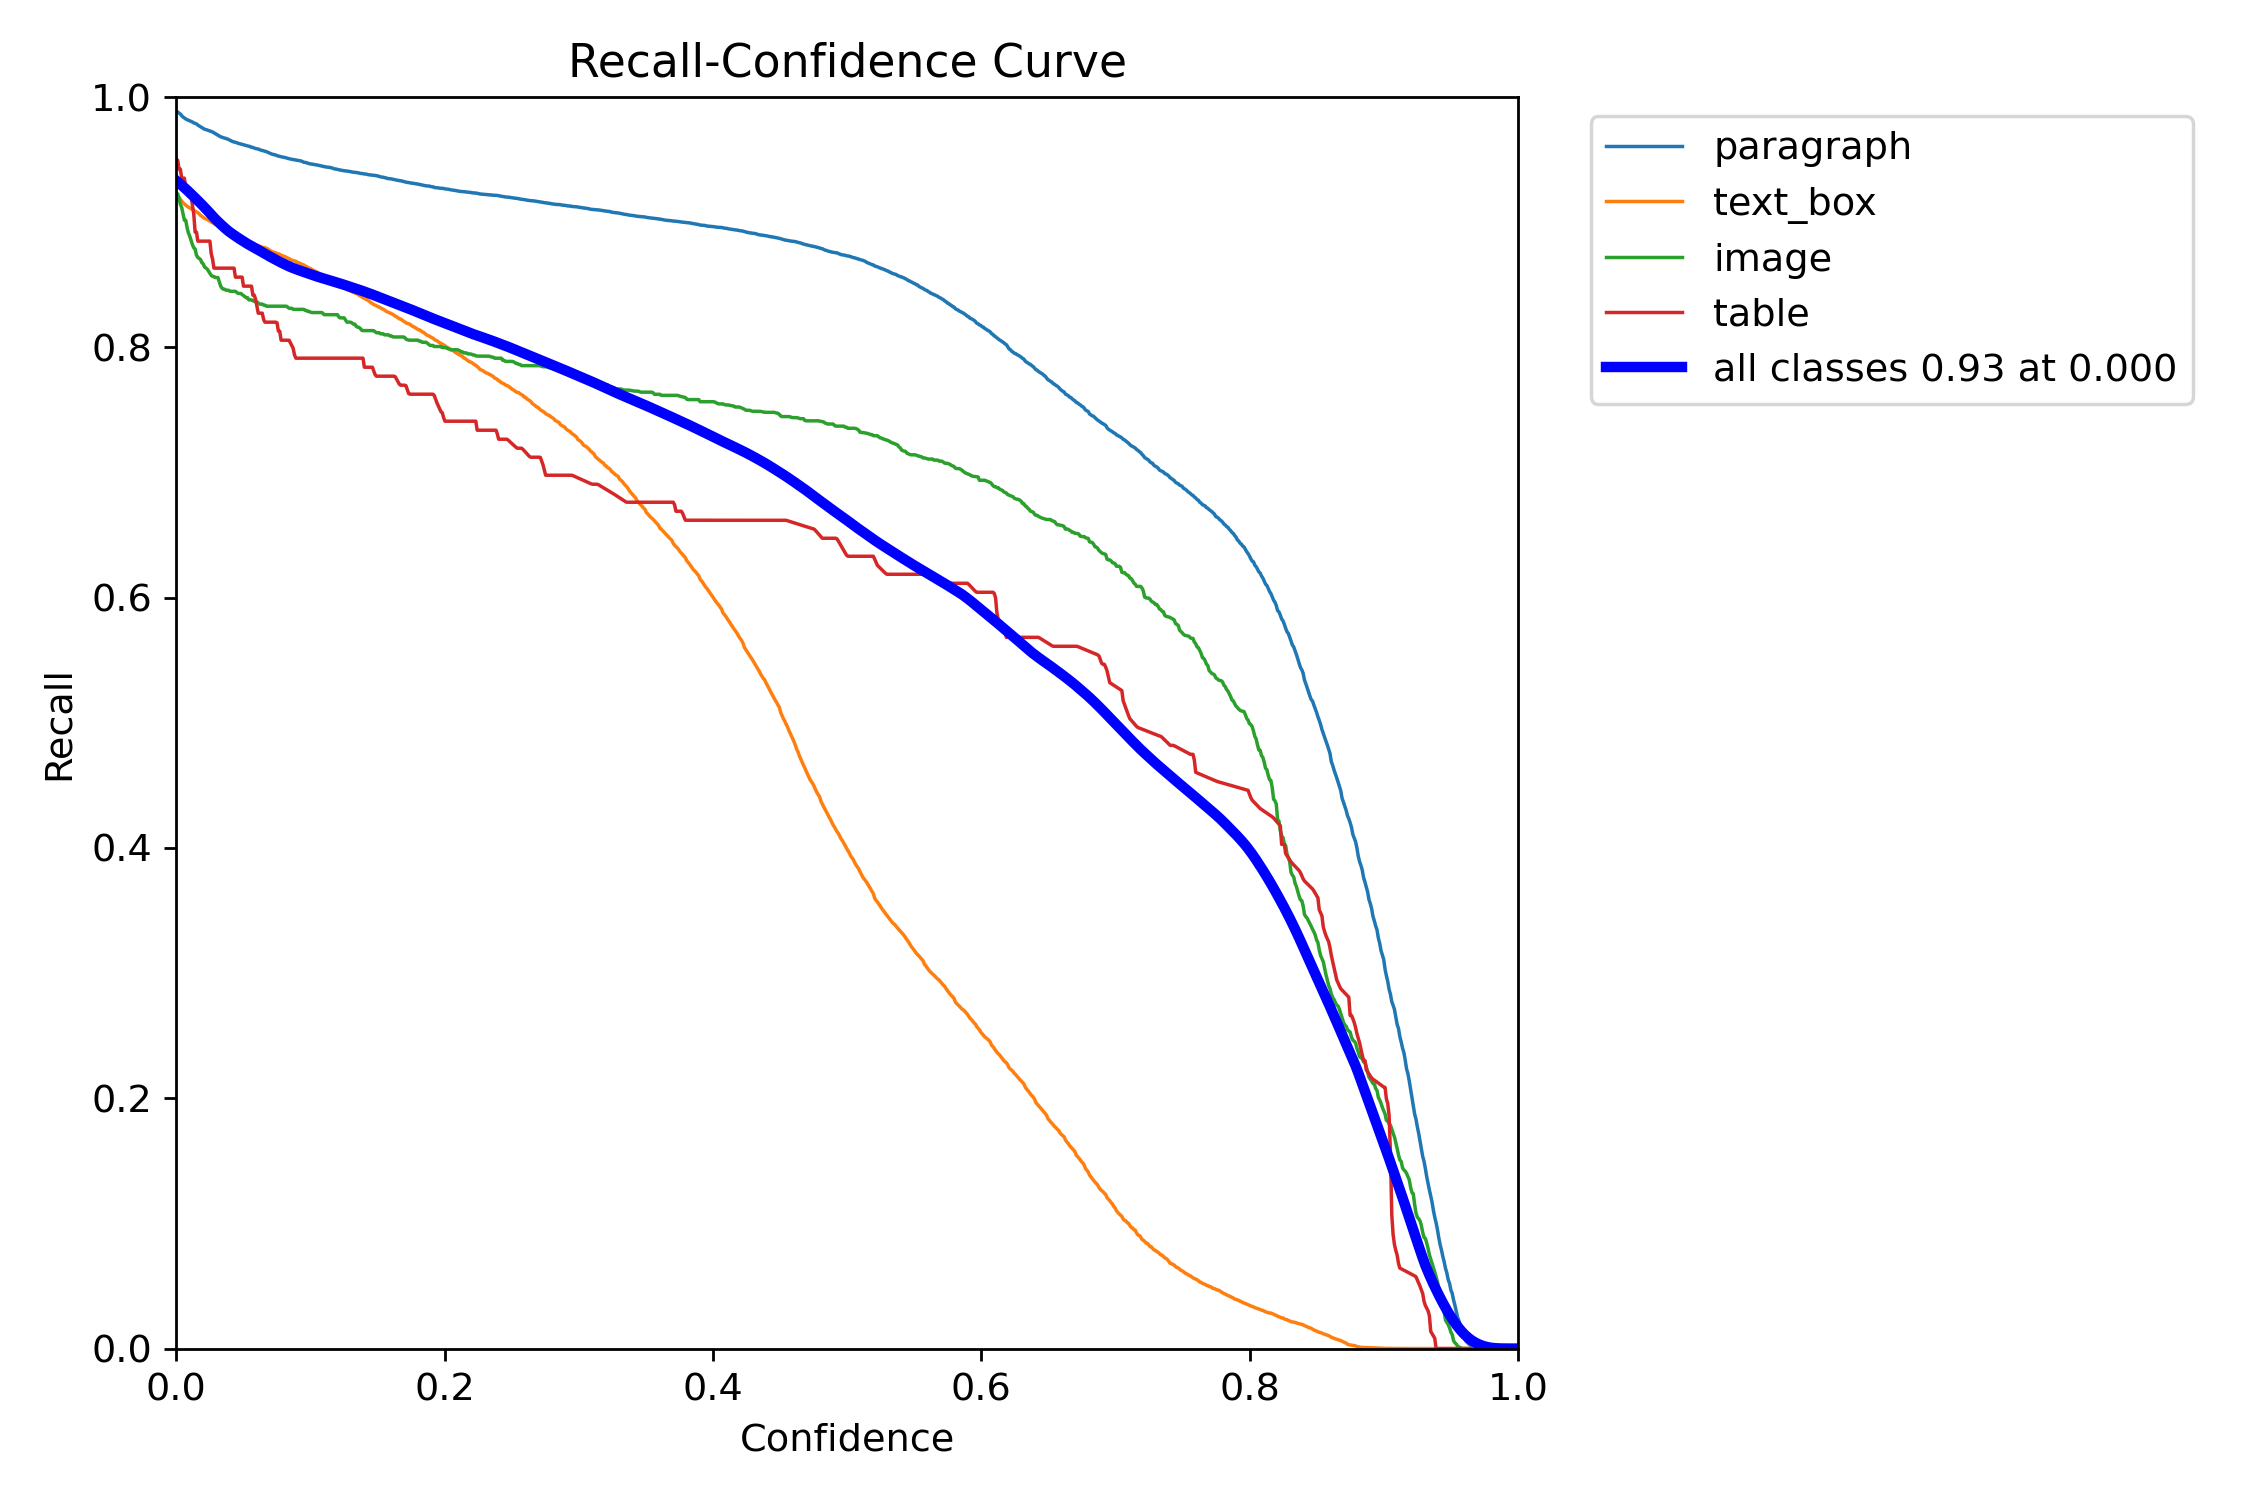 Recall-Confidence Curve
1.0
0.8
0.6
0.4
0.2
0.0
Recall
0.0 0.2 0.4 0.6 0.8 1.0
Confidence
paragraph
text_box
image
table
all classes 0.93 at 0.000